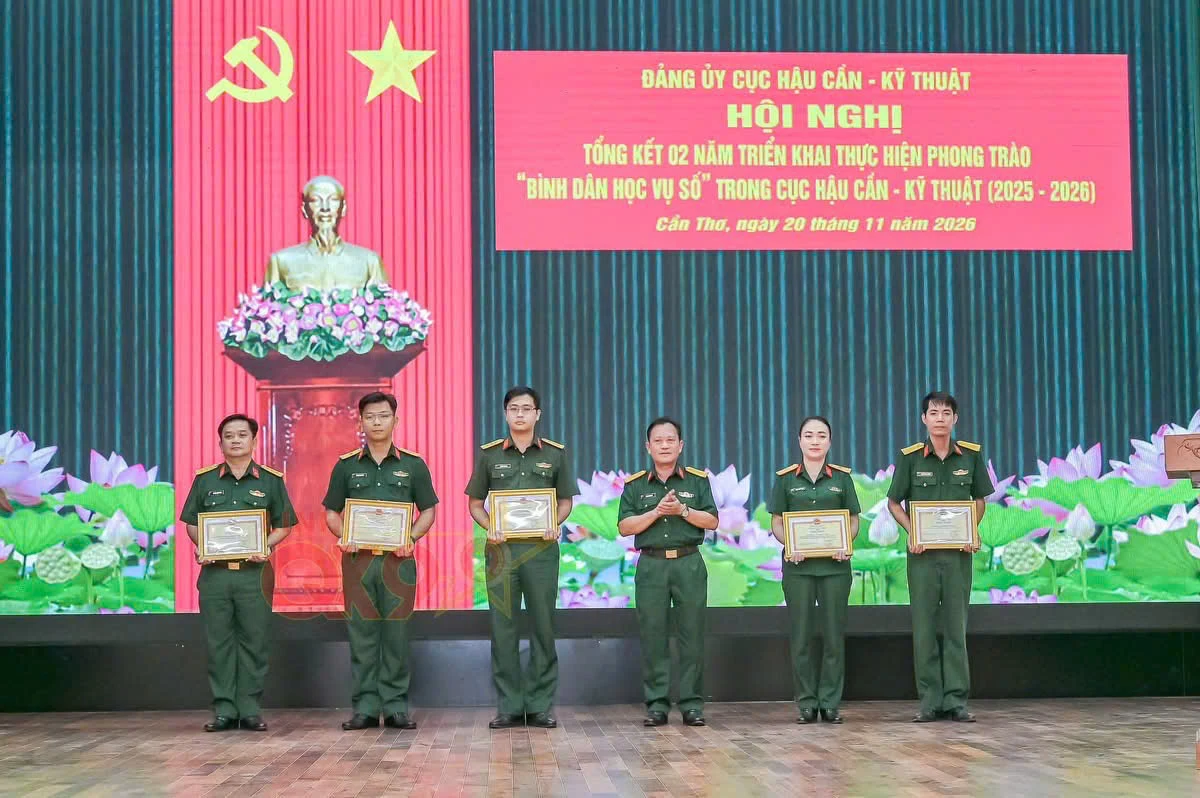 ĐẢNG ỦY CỤC HẬU CẦN - KỸ THUẬT
HỘI NGHỊ
TỔNG KẾT 02 NĂM TRIỂN KHAI THỰC HIỆN PHONG TRÀO
“BÌNH DÂN HỌC VỤ SỐ” TRONG CỤC HẬU CẦN - KỸ THUẬT (2025 - 2026)
Cần Thơ, ngày 20 tháng 11 năm 2026
QK9